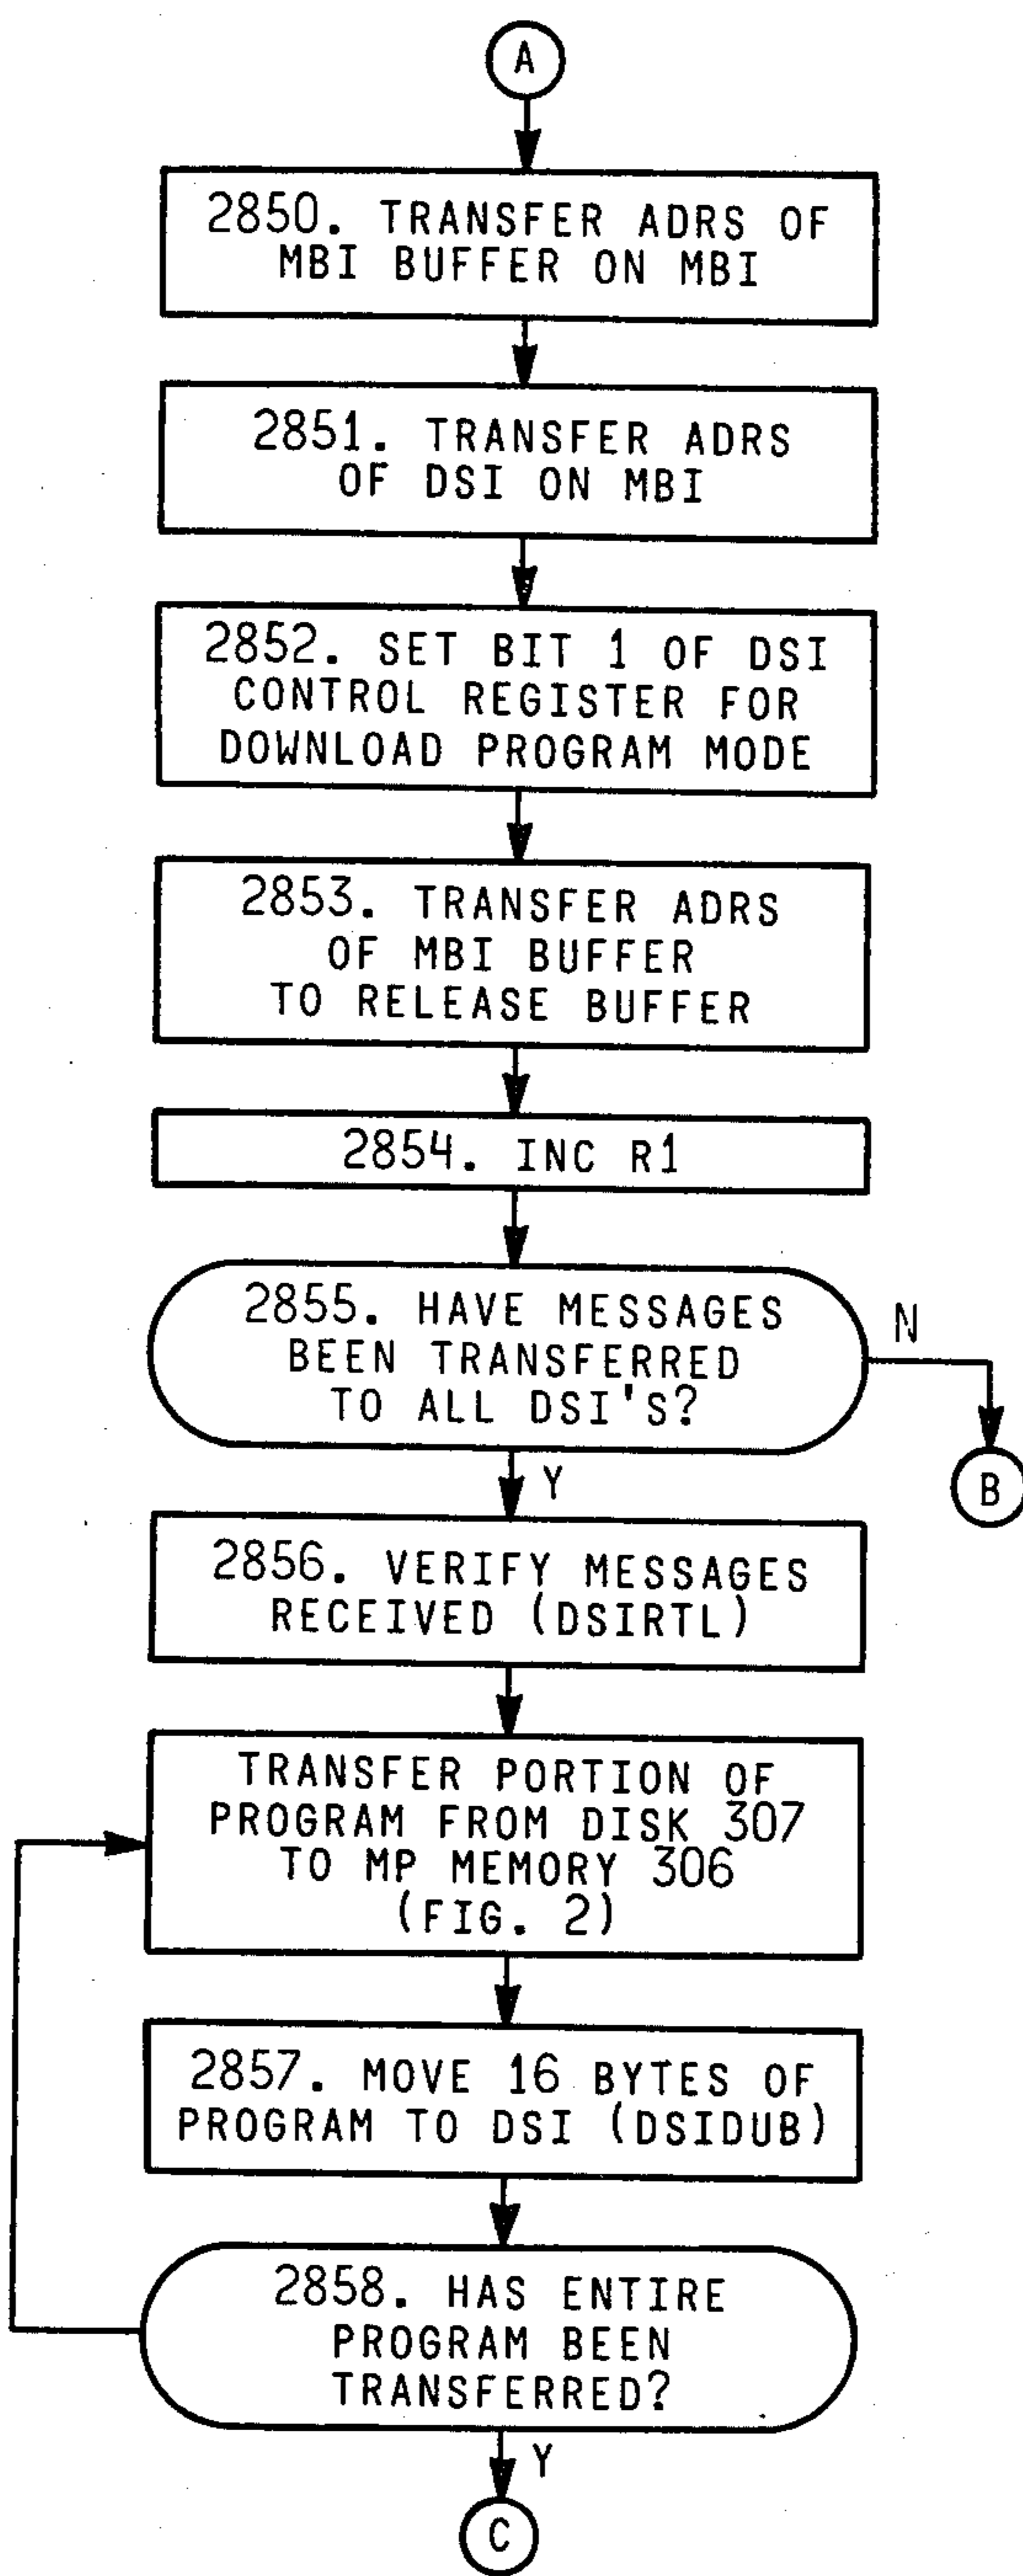 A
2850. TRANSFER ADRS OF
MBI BUFFER ON MBI
2851. TRANSFER ADRS
OF DSI ON MBI
2852. SET BIT 1 OF DSI
CONTROL REGISTER FOR
DOWNLOAD PROGRAM MODE
2853. TRANSFER ADRS
OF MBI BUFFER
TO RELEASE BUFFER
2854. INC R1
2855. HAVE MESSAGES
BEEN TRANSFERRED
TO ALL DSI'S?
N
B
Y
2856. VERIFY MESSAGES
RECEIVED (DSIRTL)
TRANSFER PORTION OF
PROGRAM FROM DISK 307
TO MP MEMORY 306
(FIG. 2)
2857. MOVE 16 BYTES OF
PROGRAM TO DSI (DSIDUB)
2858. HAS ENTIRE
PROGRAM BEEN
TRANSFERRED?
Y
C